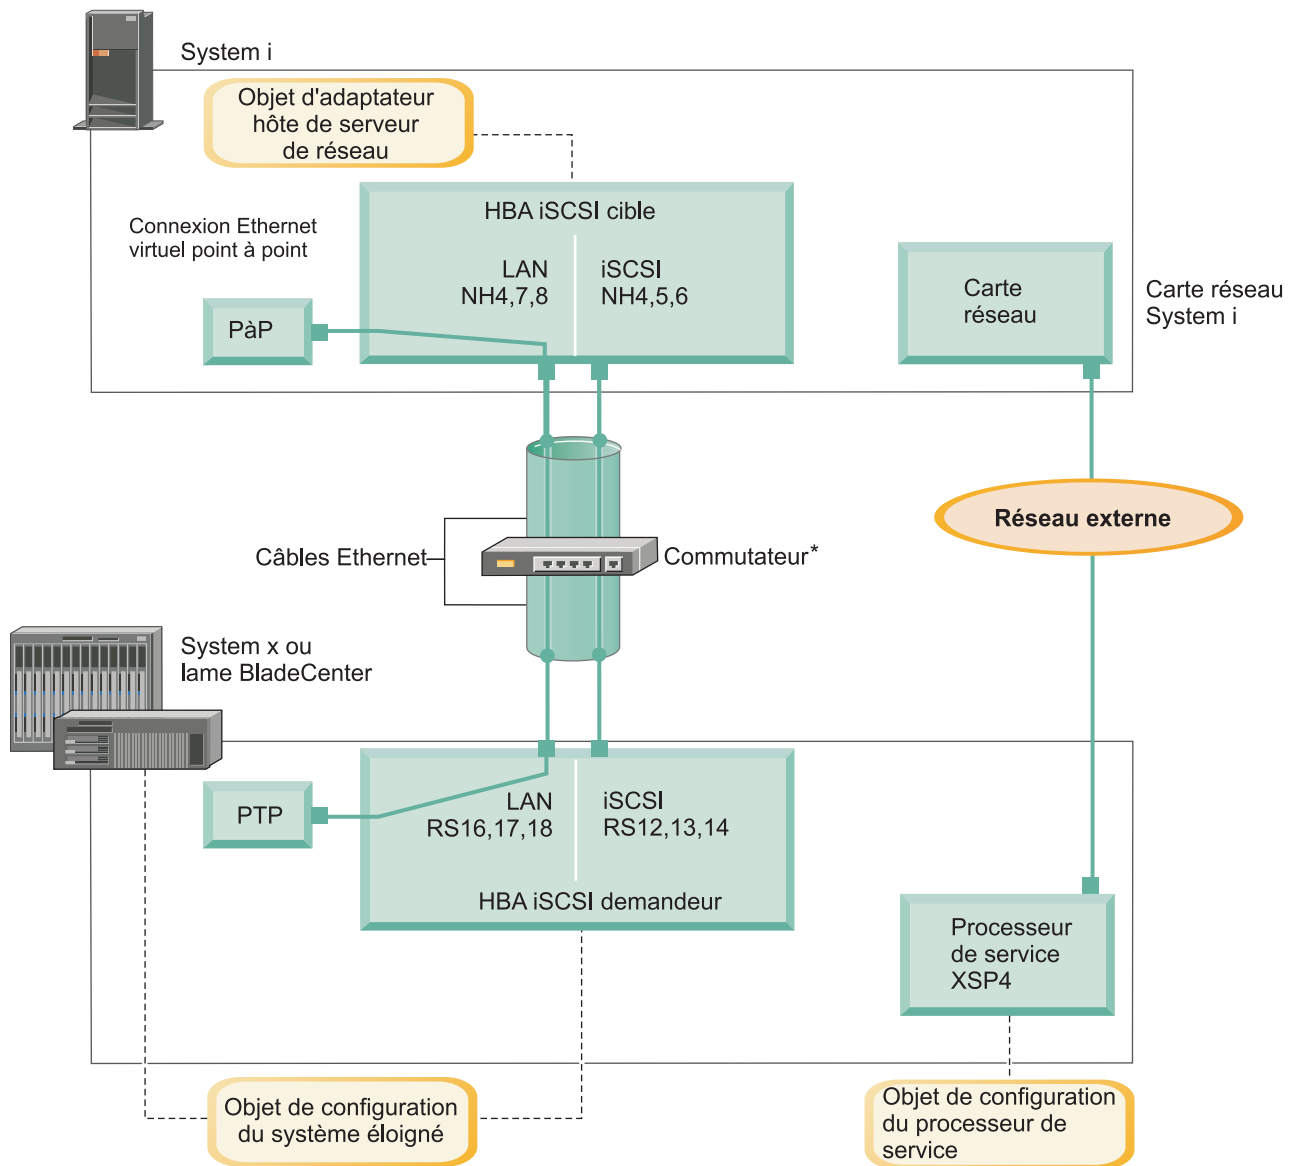 System i
Objet d'adaptateur
hôte de serveur
de réseau
HBA iSCSI cible
Connexion Ethernet
virtuel point à point
LAN
NH4,7,8
iSCSI
NH4,5,6
PàP
Carte
réseau
Carte réseau
System i
Réseau externe
Câbles Ethernet
Commutateur*
System x ou
lame BladeCenter
PTP
LAN
RS16,17,18
iSCSI
RS12,13,14
HBA iSCSI demandeur
Processeur
de service
XSP4
Objet de configuration
du système éloigné
Objet de configuration
du processeur de
service